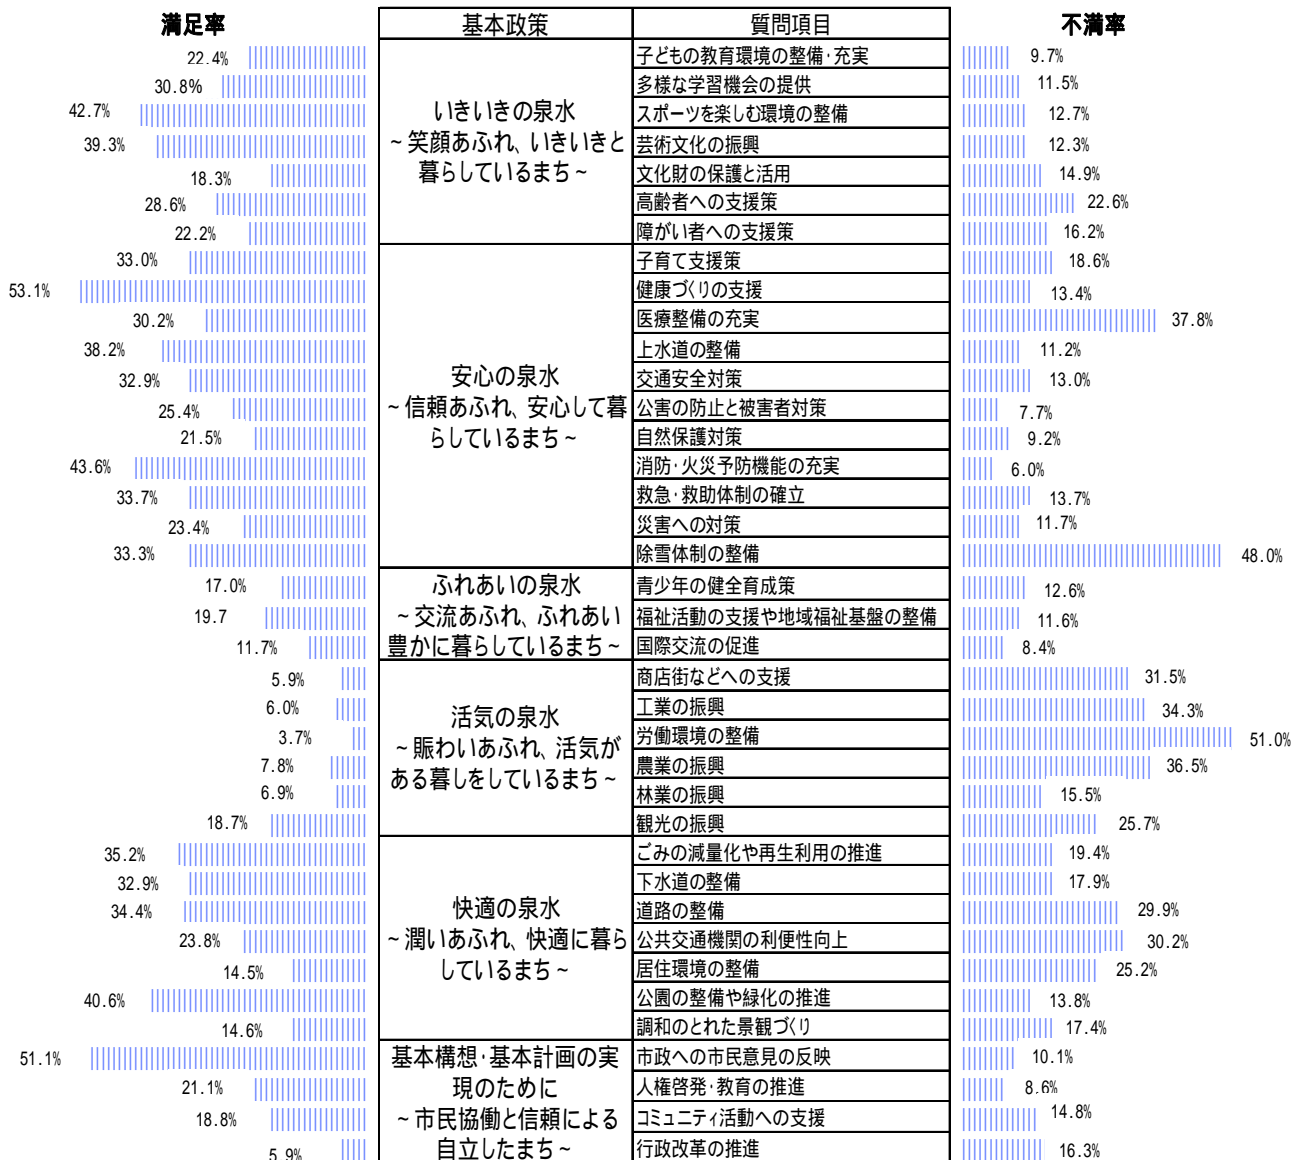 満足率 基本政策 質問項目 不満率
22.4% 子どもの教育環境の整備・充実 9.7%
30.8% 多様な学習機会の提供 11.5%
42.7% いきいきの泉水 スポーツを楽しむ環境の整備 12.7%
39.3% ~笑顔あふれ、いきいきと 芸術文化の振興 12.3%
18.3% 暮らしているまち~ 文化財の保護と活用 14.9%
28.6% 高齢者への支援策 22.6%
22.2% 障がい者への支援策 16.2%
33.0% 子育て支援策 18.6%
53.1% 健康づくりの支援 13.4%
30.2% 医療整備の充実 37.8%
38.2% 上水道の整備 11.2%
32.9% 安心の泉水 交通安全対策 13.0%
25.4% ~信頼あふれ、安心して暮 公害の防止と被害者対策 7.7%
21.5% らしているまち~ 自然保護対策 9.2%
43.6% 消防・火災予防機能の充実 6.0%
33.7% 救急・救助体制の確立 13.7%
23.4% 災害への対策 11.7%
33.3% 除雪体制の整備 48.0%
17.0% ふれあいの泉水 青少年の健全育成策 12.6%
19.7 ~交流あふれ、ふれあい 福祉活動の支援や地域福祉基盤の整備 11.6%
11.7% 豊かに暮らしているまち~ 国際交流の促進 8.4%
5.9% 商店街などへの支援 31.5%
6.0% 活気の泉水 工業の振興 34.3%
3.7% ~賑わいあふれ、活気が 労働環境の整備 51.0%
7.8% ある暮しをしているまち~ 農業の振興 36.5%
6.9% 林業の振興 15.5%
18.7% 観光の振興 25.7%
35.2% ごみの減量化や再生利用の推進 19.4%
32.9% 下水道の整備 17.9%
34.4% 快適の泉水 道路の整備 29.9%
23.8% ~潤いあふれ、快適に暮ら 公共交通機関の利便性向上 30.2%
14.5% しているまち~ 居住環境の整備 25.2%
40.6% 公園の整備や緑化の推進 13.8%
14.6% 調和のとれた景観づくり 17.4%
51.1% 基本構想・基本計画の実 市政への市民意見の反映 10.1%
21.1% 現のために 人権啓発・教育の推進 8.6%
18.8% ~市民協働と信頼による コミュニティ活動への支援 14.8%
5.9% 自立したまち~ 行政改革の推進 16.3%